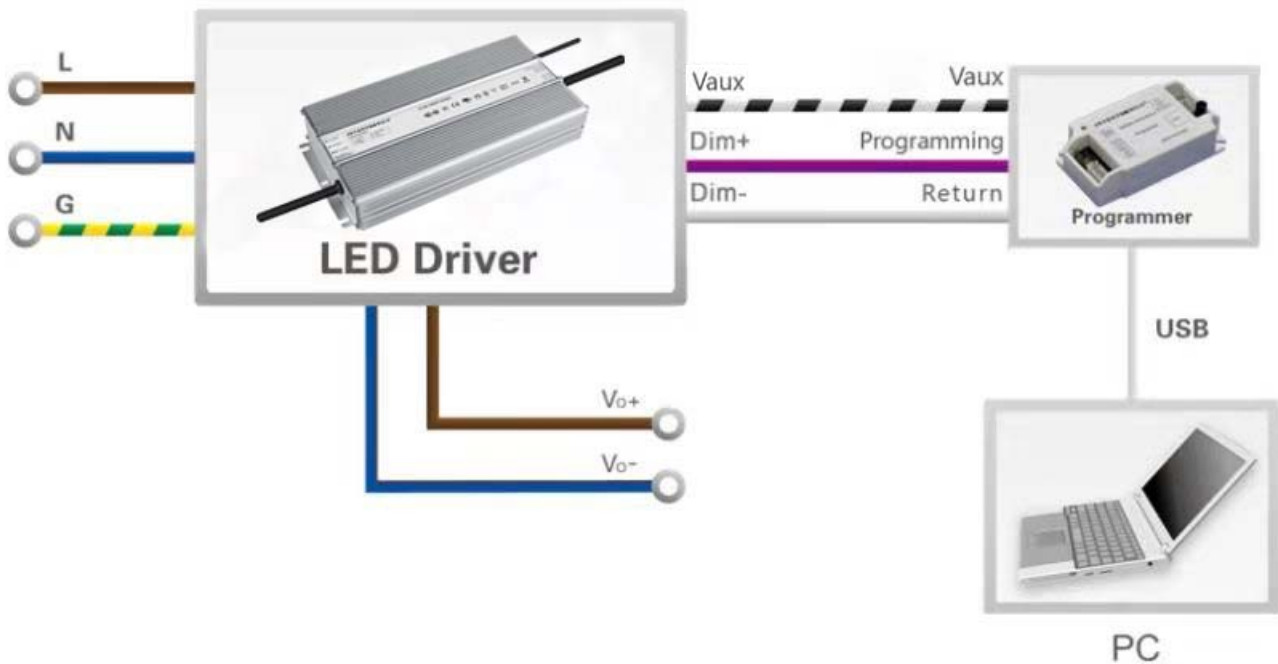 L
N
G
LED Driver
Vaux
Vaux
Dim+
Programming
Dim-
Return
Programmer
USB
Vo+
Vo-
PC